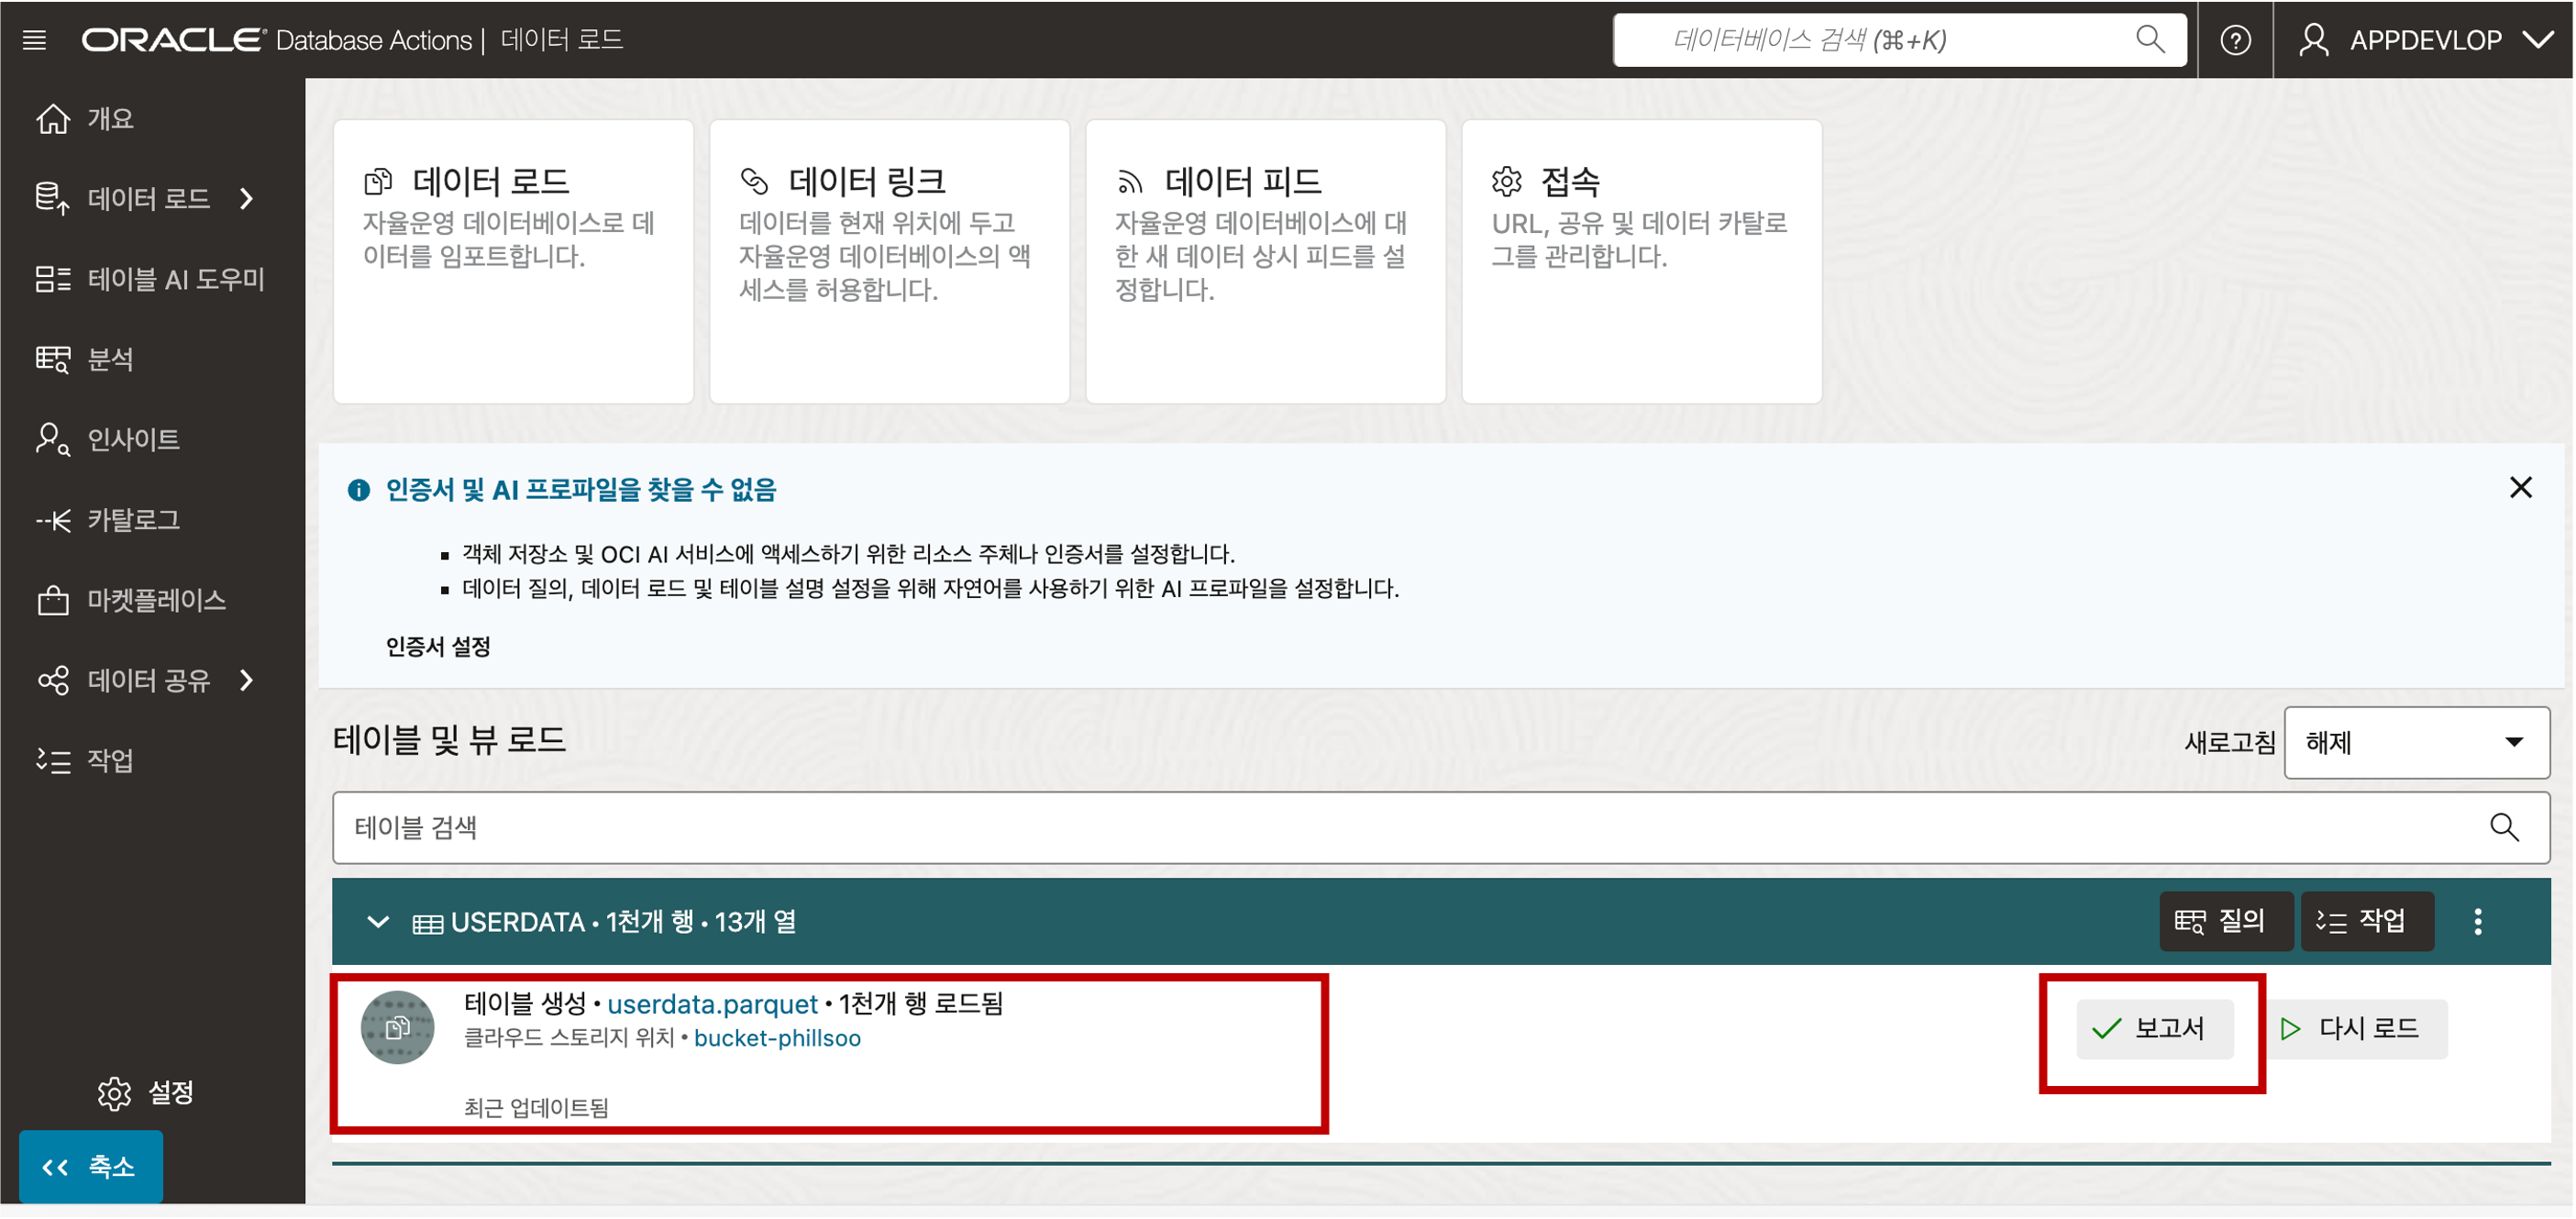 ORACLE Database Actions | 데이터 로드
데이터베이스 검색 (⌘+K)
APPDEVLOP
개요
데이터 로드
테이블 AI 도우미
분석
인사이트
카탈로그
마켓플레이스
데이터 공유
작업
설정
축소
데이터 로드
자율운영 데이터베이스로 데
이터를 임포트합니다.
데이터 링크
데이터를 현재 위치에 두고
자율운영 데이터베이스의 액
세스를 허용합니다.
데이터 피드
자율운영 데이터베이스에 대
한 새 데이터 상시 피드를 설
정합니다.
접속
URL, 공유 및 데이터 카탈로
그를 관리합니다.
인증서 및 AI 프로파일을 찾을 수 없음
▪ 객체 저장소 및 OCI AI 서비스에 액세스하기 위한 리소스 주체나 인증서를 설정합니다.
▪ 데이터 질의, 데이터 로드 및 테이블 설명 설정을 위해 자연어를 사용하기 위한 AI 프로파일을 설정합니다.
인증서 설정
테이블 및 뷰 로드
새로고침 해제
테이블 검색
USERDATA • 1천개 행 • 13개 열
질의
작업
테이블 생성 • userdata.parquet • 1천개 행 로드됨
클라우드 스토리지 위치 • bucket-phillsoo
최근 업데이트됨
보고서
다시 로드